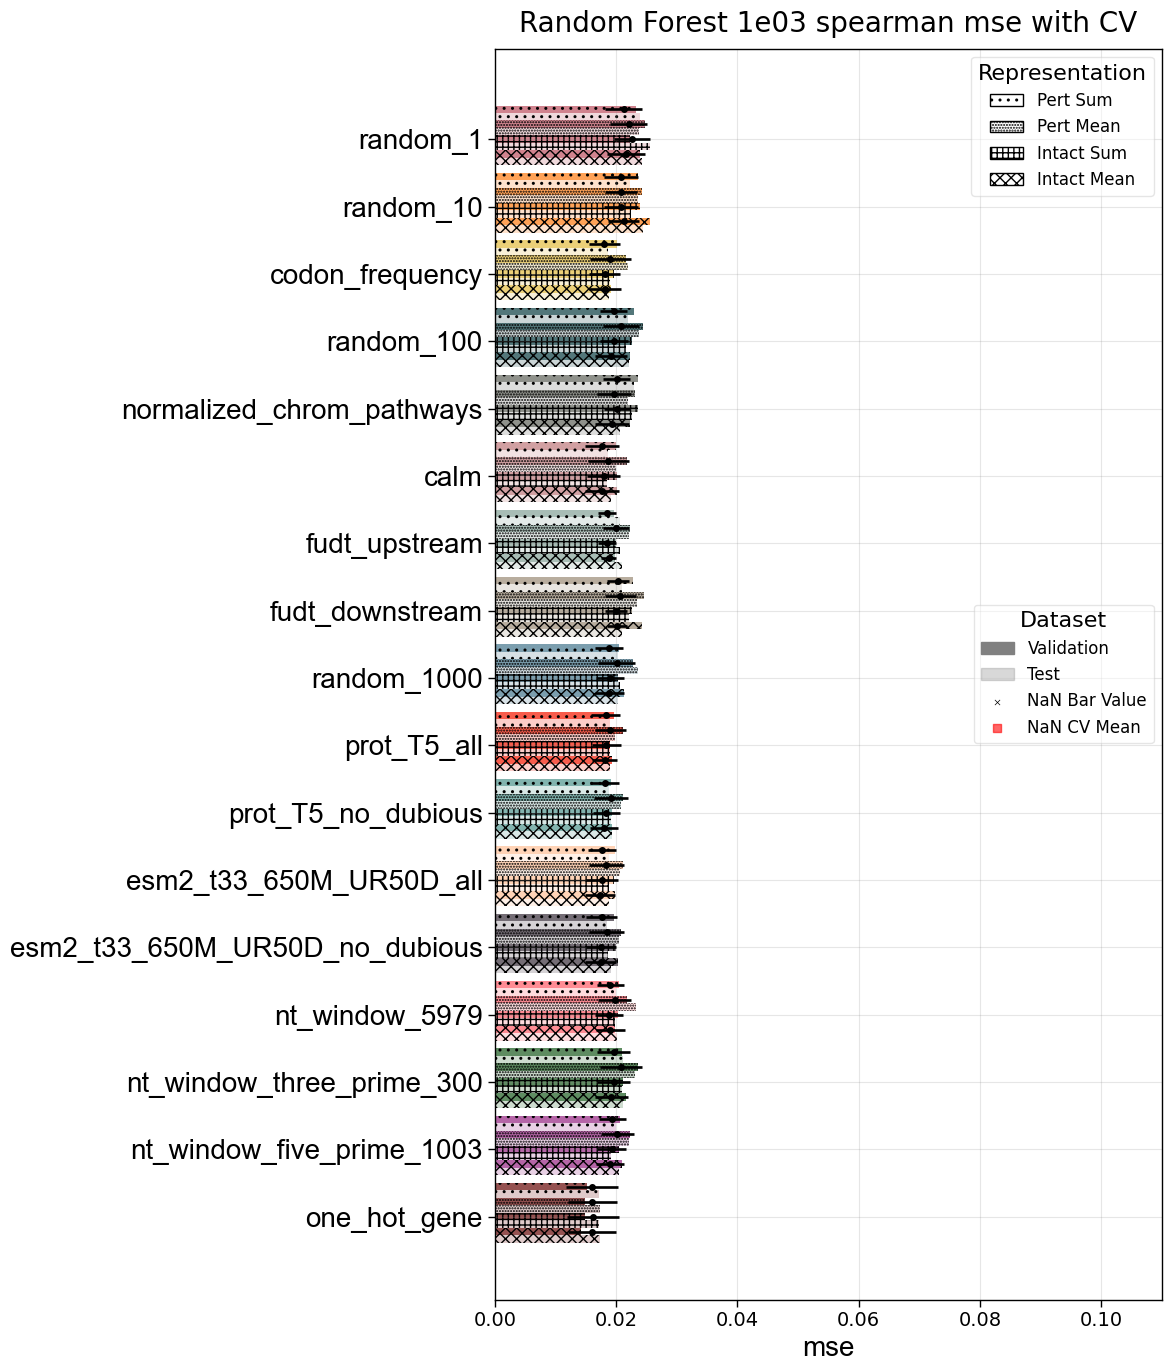 Random Forest 1e03 spearman mse with CV
Representation
Pert Sum
Pert Mean
Intact Sum
Intact Mean
random_1
random_10
codon_frequency
random_100
normalized_chrom_pathways
calm
fudt_upstream
fudt_downstream
random_1000
prot_T5_all
prot_T5_no_dubious
esm2_t33_650M_UR50D_all
esm2_t33_650M_UR50D_no_dubious
nt_window_5979
nt_window_three_prime_300
nt_window_five_prime_1003
one_hot_gene
Dataset
Validation
Test
NaN Bar Value
NaN CV Mean
0.00 0.02 0.04 0.06 0.08 0.10
mse